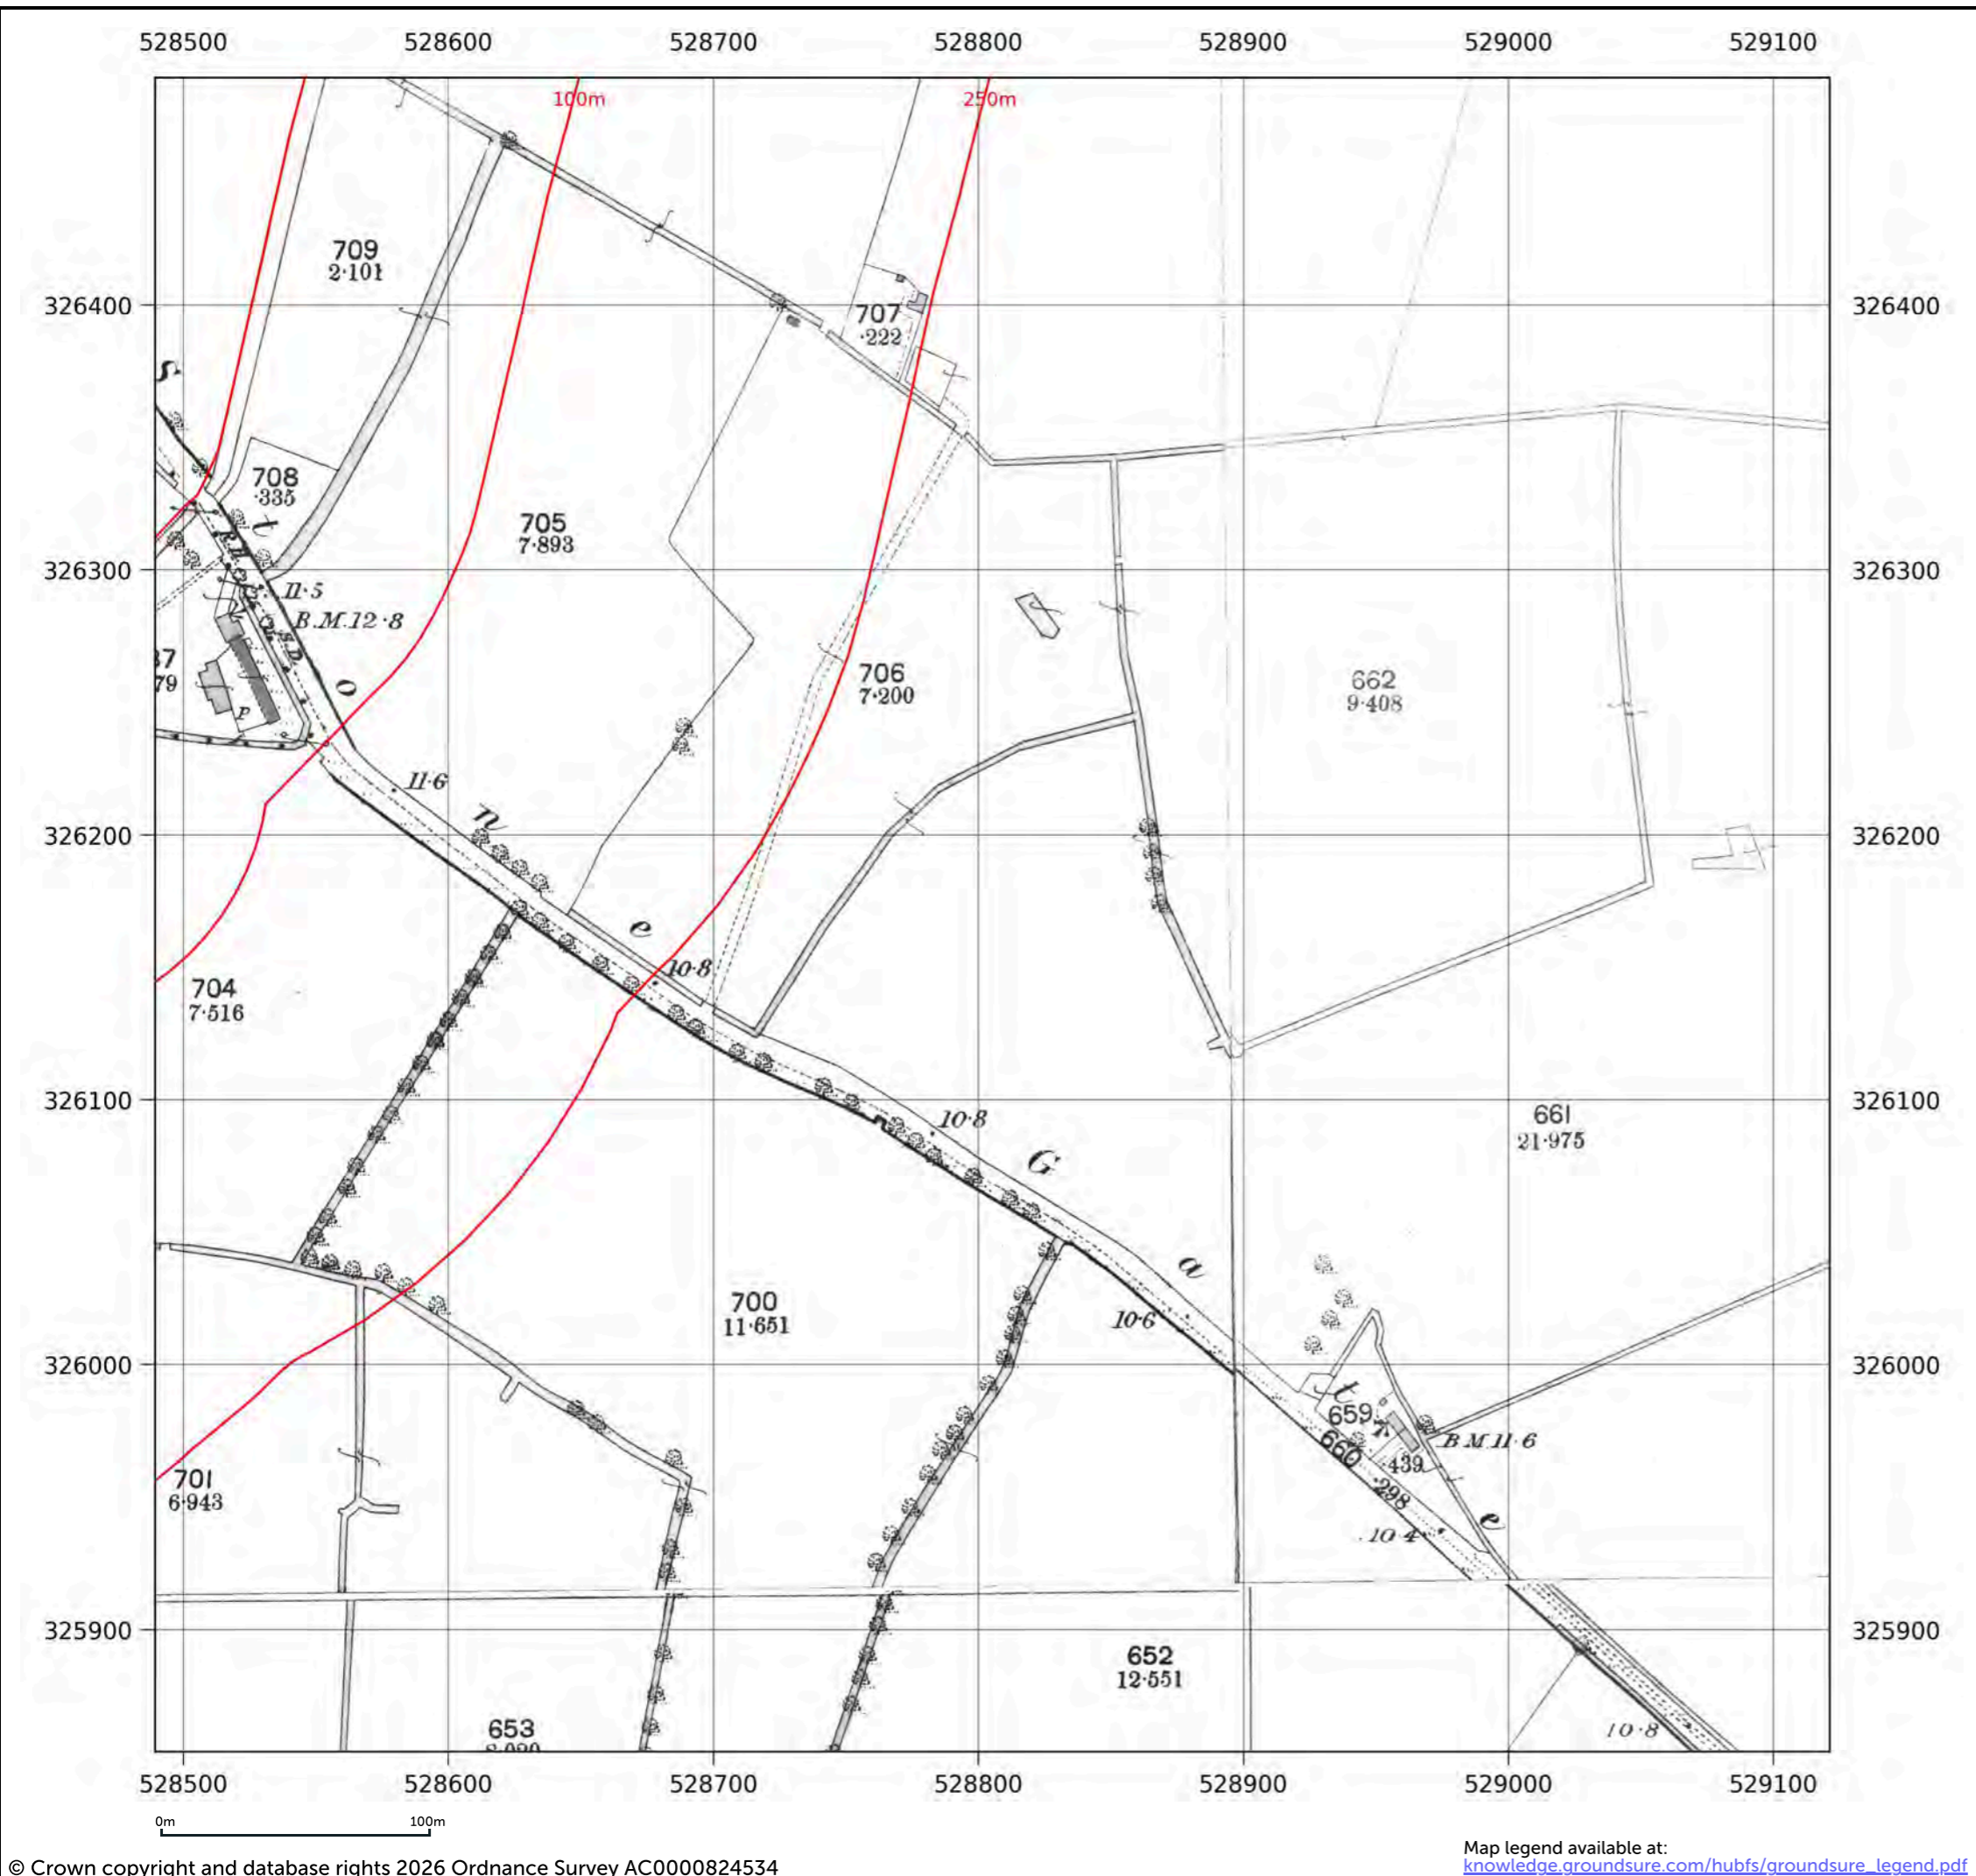 528500 528600 528700 528800 528900 529000 529100
100m 250m
709
2·101
326400 326400
707
·222
S
708
·335
t
705
7·893
326300 326300
11·5
B.M.12·8
37
79
o
P
706
7·200
662
9·408
11·6
n
326200 326200
e
10·8
704
7·516
326100 326100
10·8
661
21·975
G
a
700
11·651
10·6
326000 326000
t
659
660
B.M.11·6
·439
·298
701
6·943
e
10·4
325900 325900
652
12·551
653
10·8
528500 528600 528700 528800 528900 529000 529100
0m 100m
Map legend available at:
knowledge.groundsure.com/hubfs/groundsure_legend.pdf
© Crown copyright and database rights 2026 Ordnance Survey AC0000824534